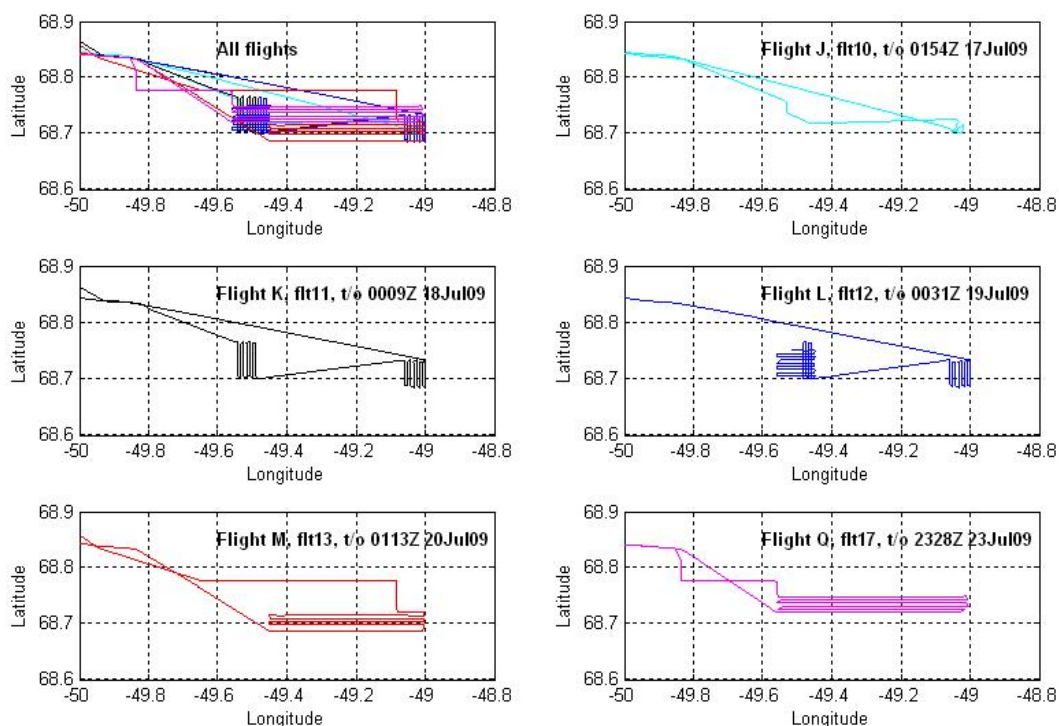 68.9
68.8
68.7
68.6
Latitude
All flights
-50 -49.8 -49.6 -49.4 -49.2 -49 -48.8
Longitude
68.9
68.8
68.7
68.6
Latitude
Flight J, flt10, t/o 0154Z 17Jul09
-50 -49.8 -49.6 -49.4 -49.2 -49 -48.8
Longitude
68.9
68.8
68.7
68.6
Latitude
Flight K, flt11, t/o 0009Z 18Jul09
-50 -49.8 -49.6 -49.4 -49.2 -49 -48.8
Longitude
68.9
68.8
68.7
68.6
Latitude
Flight L, flt12, t/o 0031Z 19Jul09
-50 -49.8 -49.6 -49.4 -49.2 -49 -48.8
Longitude
68.9
68.8
68.7
68.6
Latitude
Flight M, flt13, t/o 0113Z 20Jul09
-50 -49.8 -49.6 -49.4 -49.2 -49 -48.8
Longitude
68.9
68.8
68.7
68.6
Latitude
Flight Q, flt17, t/o 2328Z 23Jul09
-50 -49.8 -49.6 -49.4 -49.2 -49 -48.8
Longitude